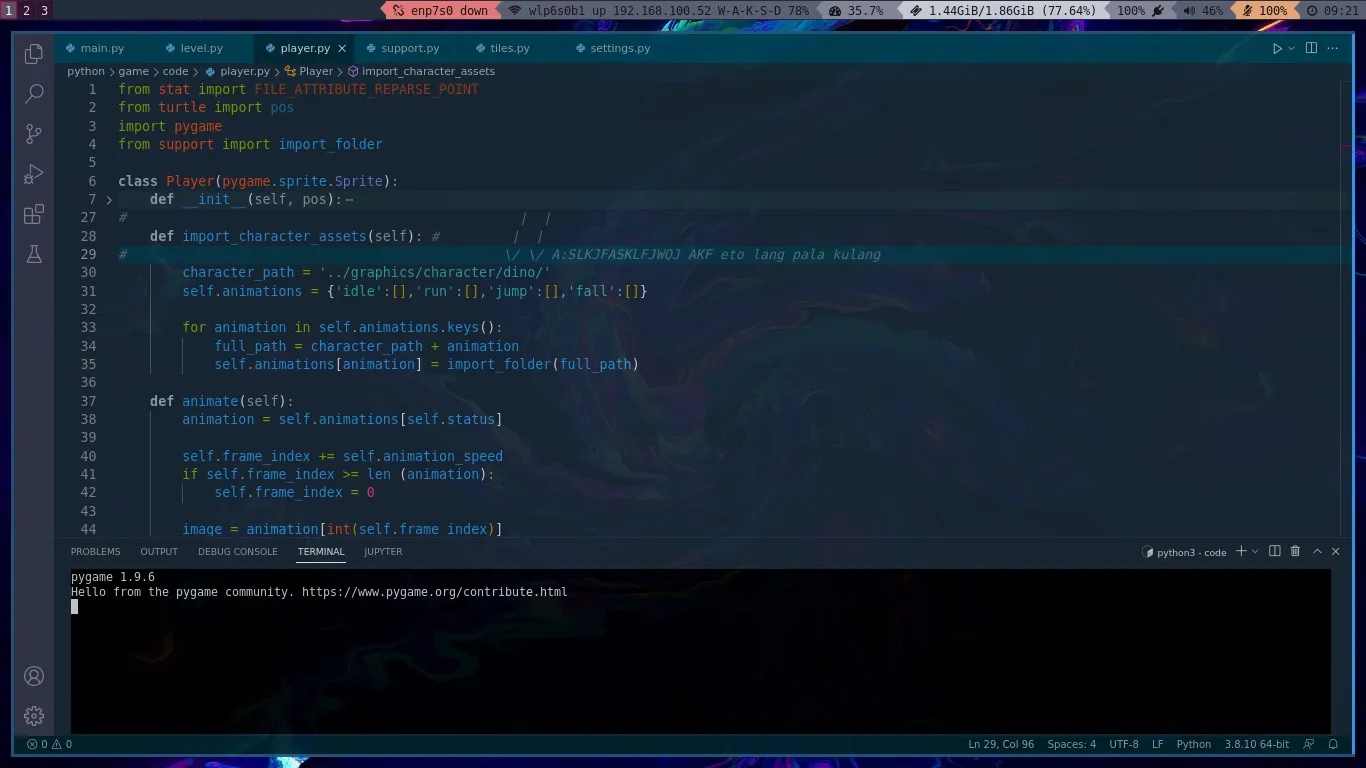 1 2 3 enp7s0 down wlp6s0b1 up 192.168.100.52 W-A-K-S-D 78% 35.7% 1.44GiB/1.86GiB (77.64%) 100% 46% 100% 09:21
main.py level.py player.py support.py tiles.py settings.py
python > game > code > player.py > Player > import_character_assets
1 from stat import FILE_ATTRIBUTE_REPARSE_POINT
2 from turtle import pos
3 import pygame
4 from support import import_folder
5
6 class Player(pygame.sprite.Sprite):
7 def __init__(self, pos):
27 # | |
28 def import_character_assets(self): # | |
29 # \/ \/ A:SLKJFASKLFJWQJ AKF eto lang pala kulang
30 character_path = '../graphics/character/dino/'
31 self.animations = {'idle':[],'run':[],'jump':[],'fall':[]}
32
33 for animation in self.animations.keys():
34 full_path = character_path + animation
35 self.animations[animation] = import_folder(full_path)
36
37 def animate(self):
38 animation = self.animations[self.status]
39
40 self.frame_index += self.animation_speed
41 if self.frame_index >= len (animation):
42 self.frame_index = 0
43
44 image = animation[int(self.frame_index)]
PROBLEMS OUTPUT DEBUG CONSOLE TERMINAL JUPYTER python3 - code
pygame 1.9.6
Hello from the pygame community. https://www.pygame.org/contribute.html
0 0 Ln 29, Col 96 Spaces: 4 UTF-8 LF Python 3.8.10 64-bit